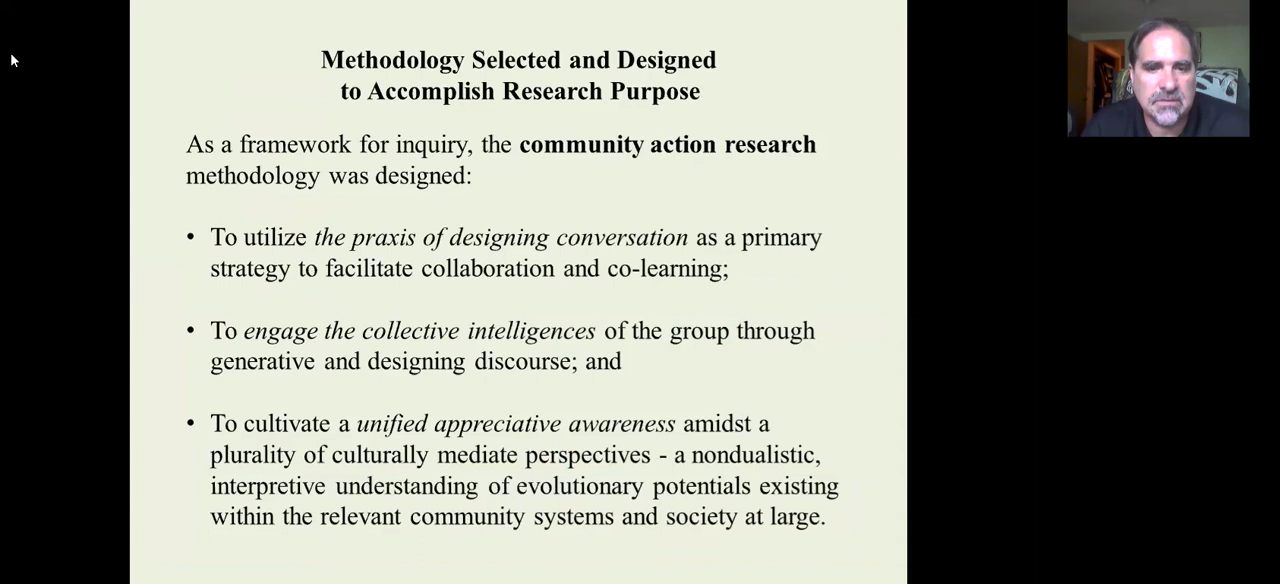 Methodology Selected and Designed
to Accomplish Research Purpose
As a framework for inquiry, the community action research
methodology was designed:
• To utilize the praxis of designing conversation as a primary
strategy to facilitate collaboration and co-learning;
• To engage the collective intelligences of the group through
generative and designing discourse; and
• To cultivate a unified appreciative awareness amidst a
plurality of culturally mediate perspectives - a nondualistic,
interpretive understanding of evolutionary potentials existing
within the relevant community systems and society at large.